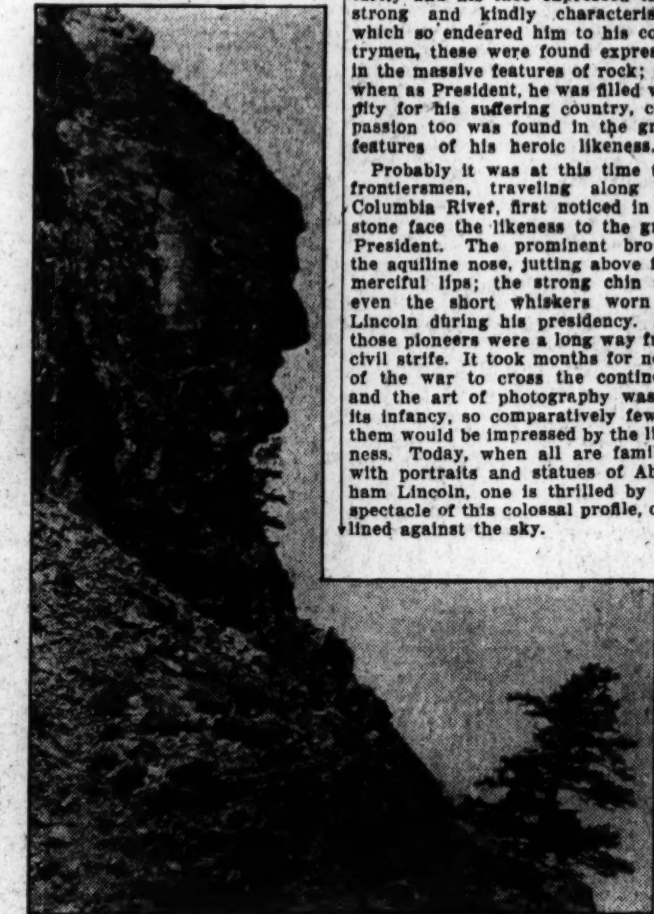 strong and kindly characteris
which so endeared him to his co
trymen, these were found expres
in the massive features of rock;
when as President, he was filled w
pity for his suffering country, c
passion too was found in the gr
features of his heroic likeness.
Probably it was at this time t
frontiersmen, traveling along
Columbia River, first noticed in
stone face the likeness to the gr
President. The prominent bro
the aquiline nose, jutting above f
merciful lips; the strong chin
even the short whiskers worn
Lincoln during his presidency.
those pioneers were a long way fr
civil strife. It took months for ne
of the war to cross the contin
and the art of photography was
its infancy, so comparatively few
them would be impressed by the li
ness. Today, when all are famil
with portraits and statues of Ab
ham Lincoln, one is thrilled by
spectacle of this colossal profile, o
lined against the sky.